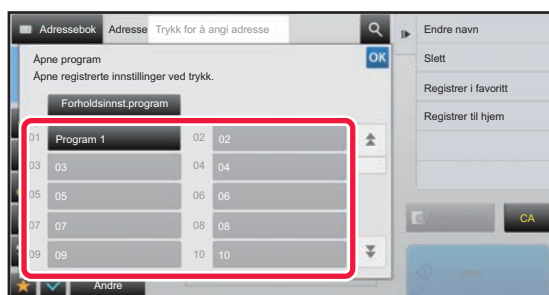 Adressebok Adresse Trykk for å angi adresse
Åpne program
Åpne registrerte innstillinger ved trykk.
OK
Forholdsinnst.program
01 Program 1 02 02
03 03 04 04
05 05 06 06
07 07 08 08
09 09 10 10
Andre
Endre navn
Slett
Registrer i favoritt
Registrer til hjem
CA
Start